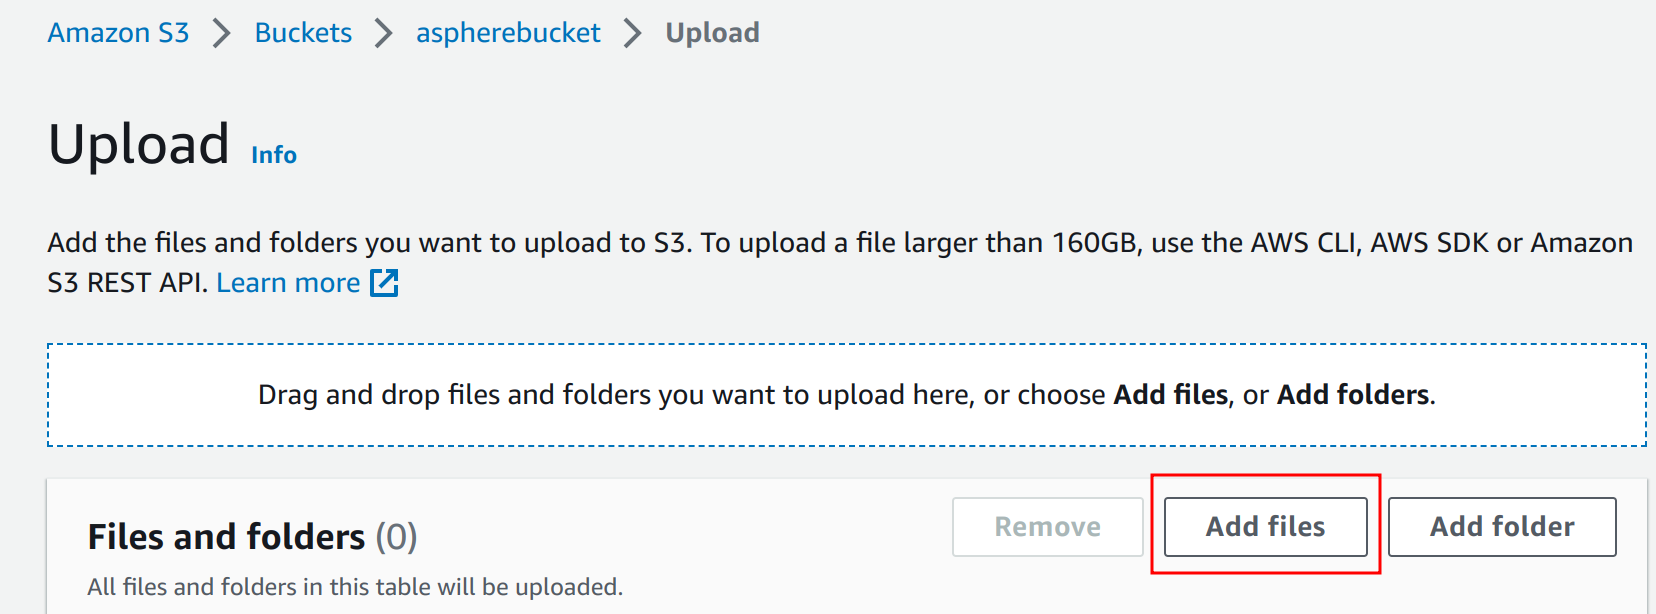 Amazon S3 > Buckets > aspherebucket > Upload
Upload Info
Add the files and folders you want to upload to S3. To upload a file larger than 160GB, use the AWS CLI, AWS SDK or Amazon
S3 REST API. Learn more
Drag and drop files and folders you want to upload here, or choose Add files, or Add folders.
Files and folders (0)
Remove
Add files
Add folder
All files and folders in this table will be uploaded.